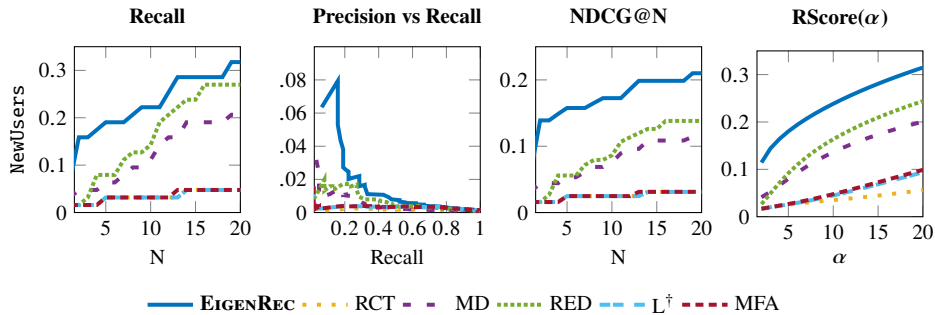 Recall
Precision vs Recall
NDCG@N
RScore(α)
NewUsers
0.3
0.2
0.1
0
5 10 15 20
N
.08
.06
.04
.02
0
0.2 0.4 0.6 0.8 1
Recall
0.2
0.1
0
5 10 15 20
N
0.3
0.2
0.1
0
5 10 15 20
α
EIGENREC RCT MD RED L† MFA